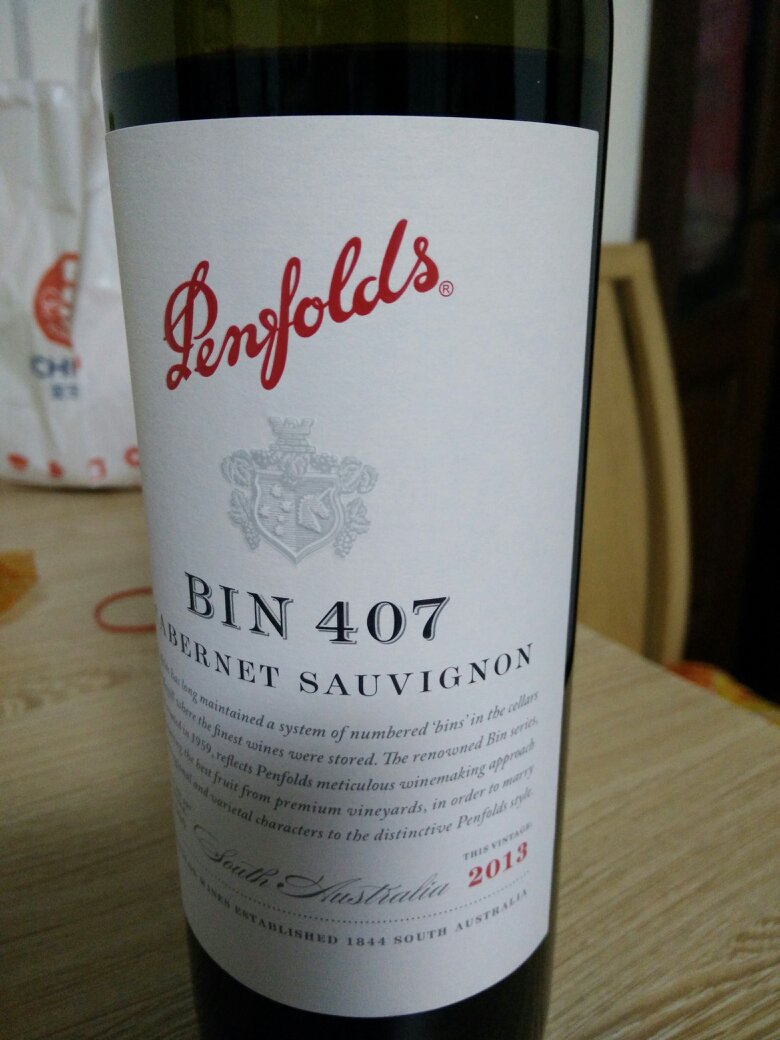 Penfolds®
BIN 407
ABERNET SAUVIGNON
has long maintained a system of numbered 'bins' in the cellars
where the finest wines were stored. The renowned Bin series,
in 1959, reflects Penfolds meticulous winemaking approach
the best fruit from premium vineyards, in order to marry
and varietal characters to the distinctive Penfolds style.
THIS VINTAGE:
South Australia 2013
WINES ESTABLISHED 1844 SOUTH AUSTRALIA
CHI